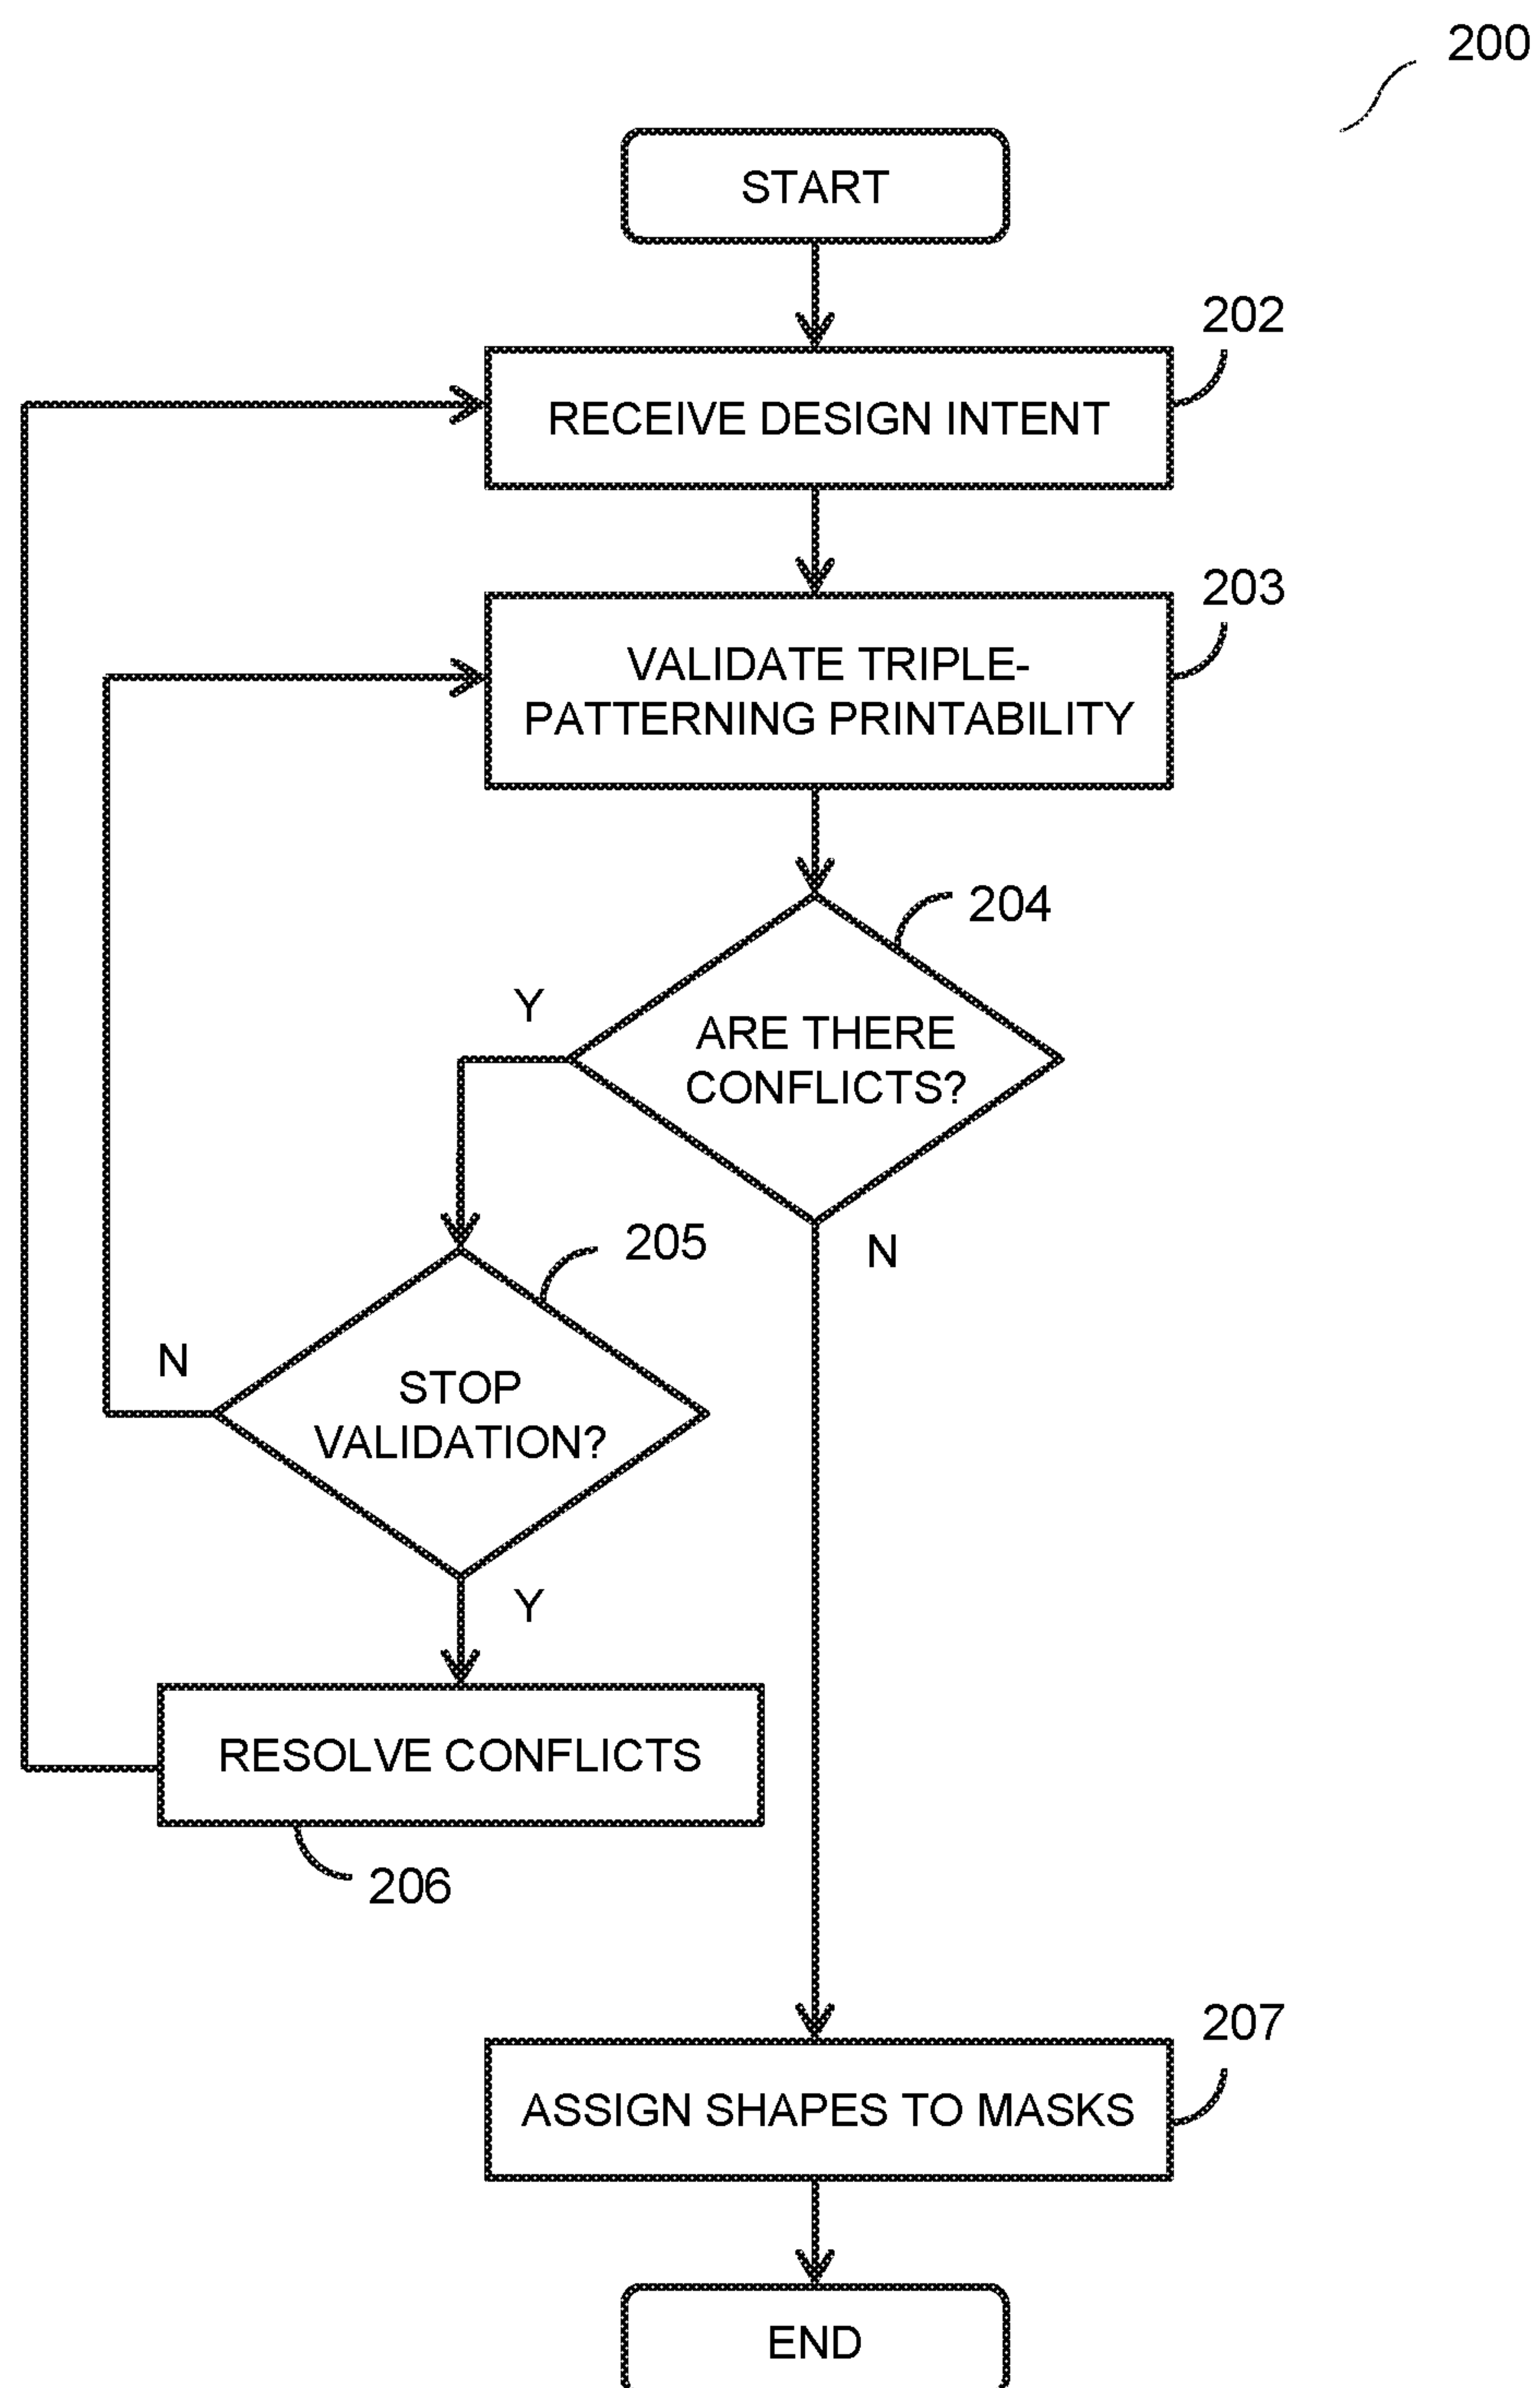 200
START
202
RECEIVE DESIGN INTENT
203
VALIDATE TRIPLE-
PATTERNING PRINTABILITY
204
Y
ARE THERE
CONFLICTS?
205
N
N
STOP
VALIDATION?
Y
RESOLVE CONFLICTS
206
207
ASSIGN SHAPES TO MASKS
END